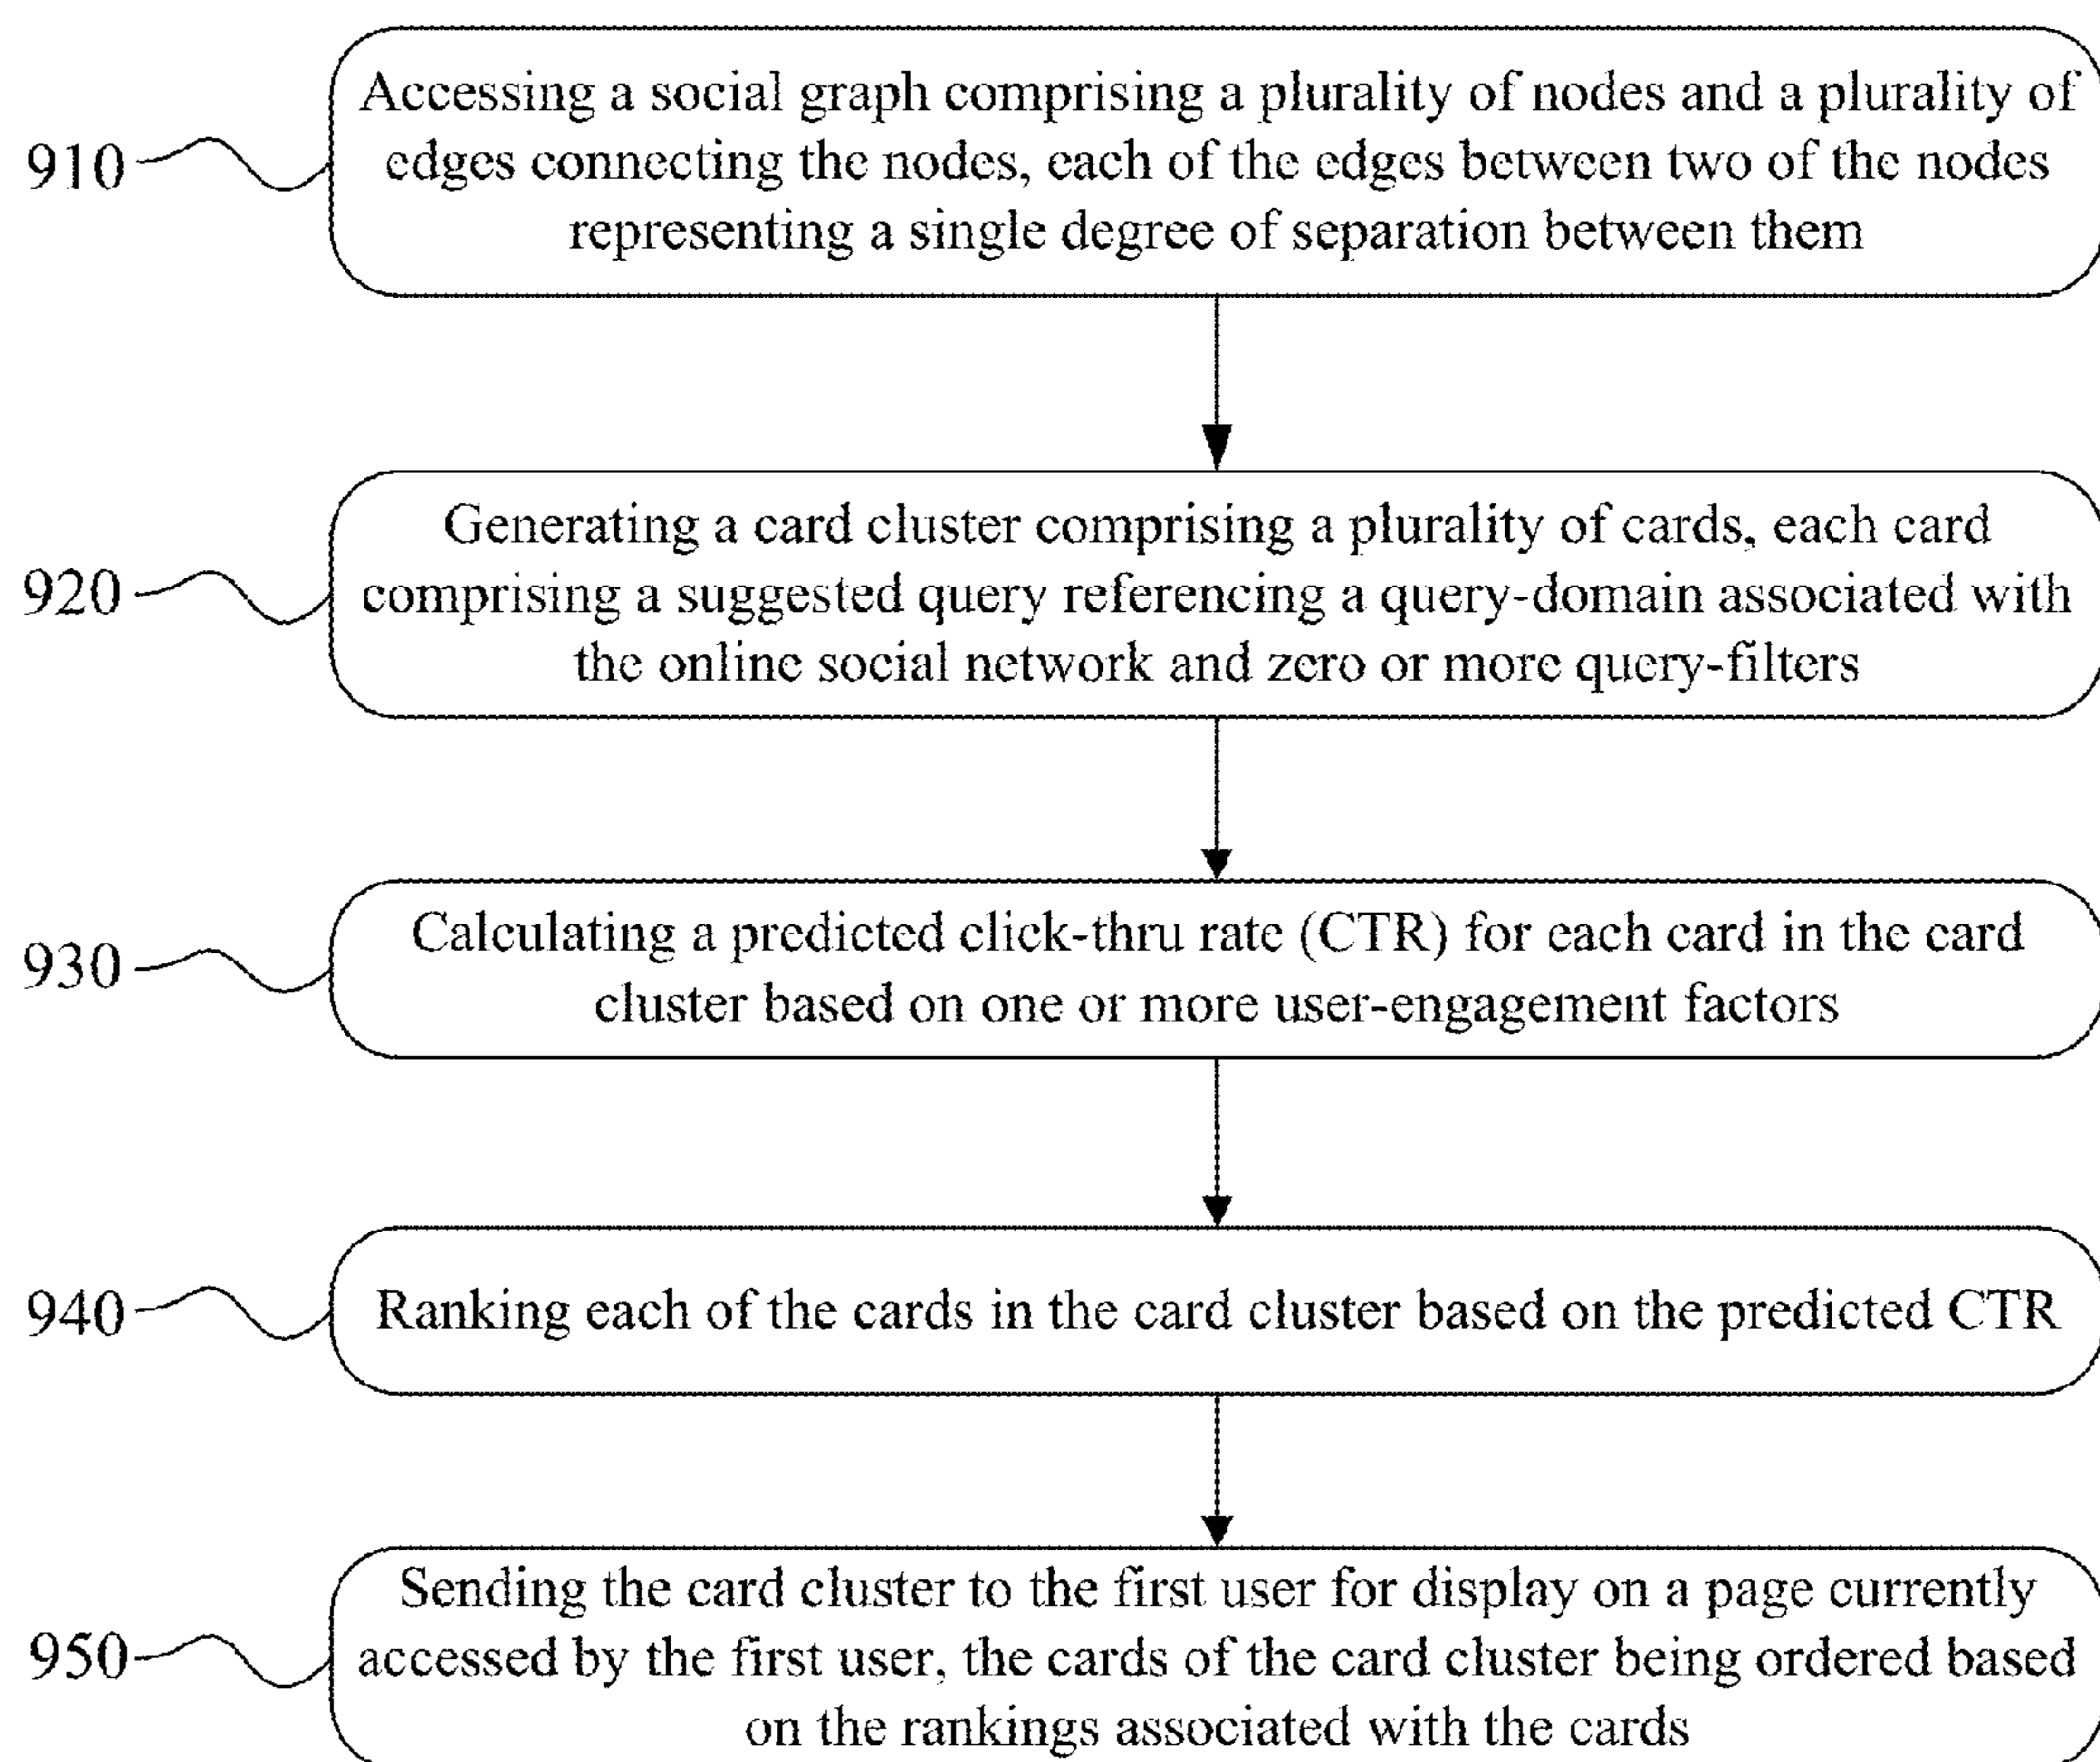 Accessing a social graph comprising a plurality of nodes and a plurality of
910
edges connecting the nodes, each of the edges between two of the nodes
representing a single degree of separation between them
Generating a card cluster comprising a plurality of cards, each card
920
comprising a suggested query referencing a query-domain associated with
the online social network and zero or more query-filters
930
Calculating a predicted click-thru rate (CTR) for each card in the card
cluster based on one or more user-engagement factors
940
Ranking each of the cards in the card cluster based on the predicted CTR
Sending the card cluster to the first user for display on a page currently
950
accessed by the first user, the cards of the card cluster being ordered based
on the rankings associated with the cards